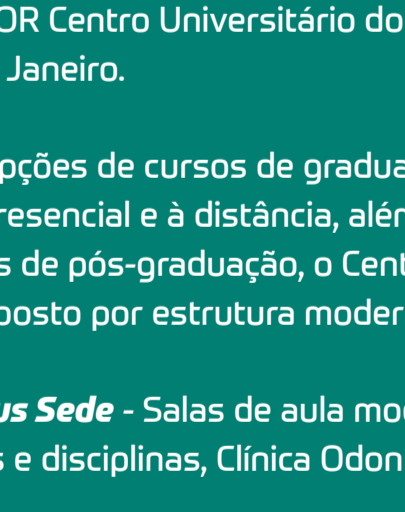 OR Centro Universitário do
Janeiro.
pções de cursos de gradua
resencial e à distância, alén
s de pós-graduação, o Cent
posto por estrutura moder
us Sede - Salas de aula mo
s e disciplinas, Clínica Odon